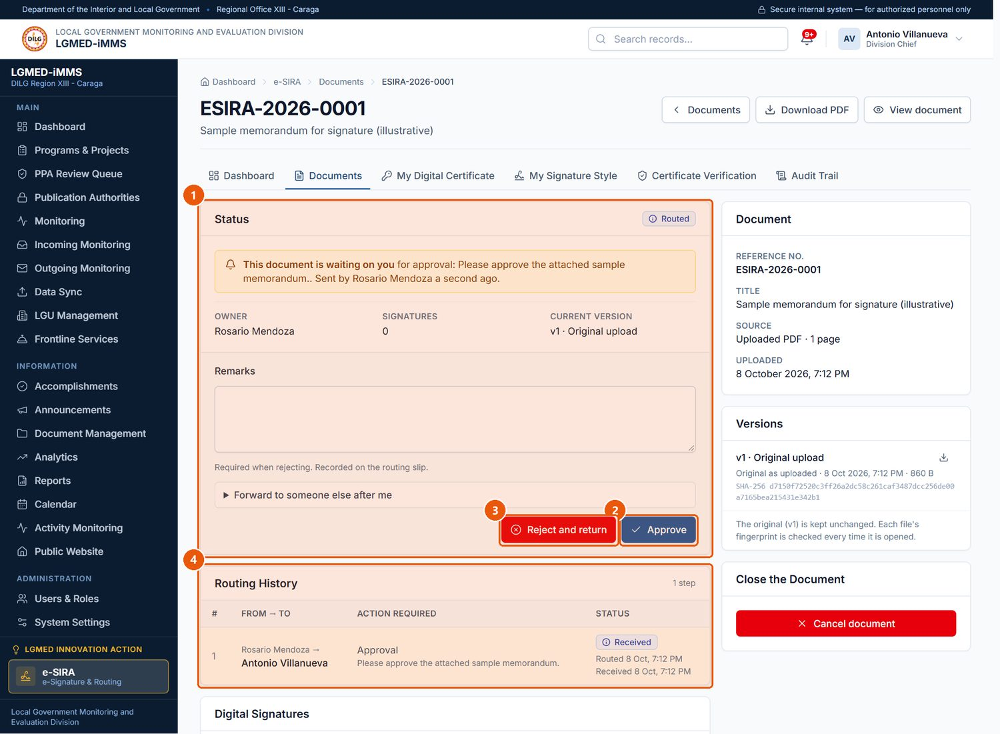 Department of the Interior and Local Government • Regional Office XIII - Caraga
Secure internal system — for authorized personnel only
DILG
LOCAL GOVERNMENT MONITORING AND EVALUATION DIVISION
LGMED-iMMS
Search records...
9+
AV
Antonio Villanueva
Division Chief
LGMED-iMMS
DILG Region XIII - Caraga
MAIN
Dashboard
Programs & Projects
PPA Review Queue
Publication Authorities
Monitoring
Incoming Monitoring
Outgoing Monitoring
Data Sync
LGU Management
Frontline Services
INFORMATION
Accomplishments
Announcements
Document Management
Analytics
Reports
Calendar
Activity Monitoring
Public Website
ADMINISTRATION
Users & Roles
System Settings
LGMED INNOVATION ACTION
e-SIRA
e-Signature & Routing
Local Government Monitoring and
Evaluation Division
Dashboard > e-SIRA > Documents > ESIRA-2026-0001
ESIRA-2026-0001
Sample memorandum for signature (illustrative)
Documents
Download PDF
View document
Dashboard
Documents
My Digital Certificate
My Signature Style
Certificate Verification
Audit Trail
1
Status
Routed
This document is waiting on you for approval: Please approve the attached sample
memorandum.. Sent by Rosario Mendoza a second ago.
OWNER
Rosario Mendoza
SIGNATURES
0
CURRENT VERSION
v1 · Original upload
Remarks
Required when rejecting. Recorded on the routing slip.
Forward to someone else after me
3
Reject and return
2
Approve
4
Routing History
1 step
# FROM → TO ACTION REQUIRED STATUS
1
Rosario Mendoza →
Antonio Villanueva
Approval
Please approve the attached sample memorandum.
Received
Routed 8 Oct, 7:12 PM
Received 8 Oct, 7:12 PM
Digital Signatures
Document
REFERENCE NO.
ESIRA-2026-0001
TITLE
Sample memorandum for signature (illustrative)
SOURCE
Uploaded PDF · 1 page
UPLOADED
8 October 2026, 7:12 PM
Versions
v1 · Original upload
Original as uploaded · 8 Oct 2026, 7:12 PM · 860 B
SHA-256 d7150f72520c3ff26a2dc58c261caf3487dcc256de00
a7165bea215431e342b1
The original (v1) is kept unchanged. Each file's
fingerprint is checked every time it is opened.
Close the Document
Cancel document